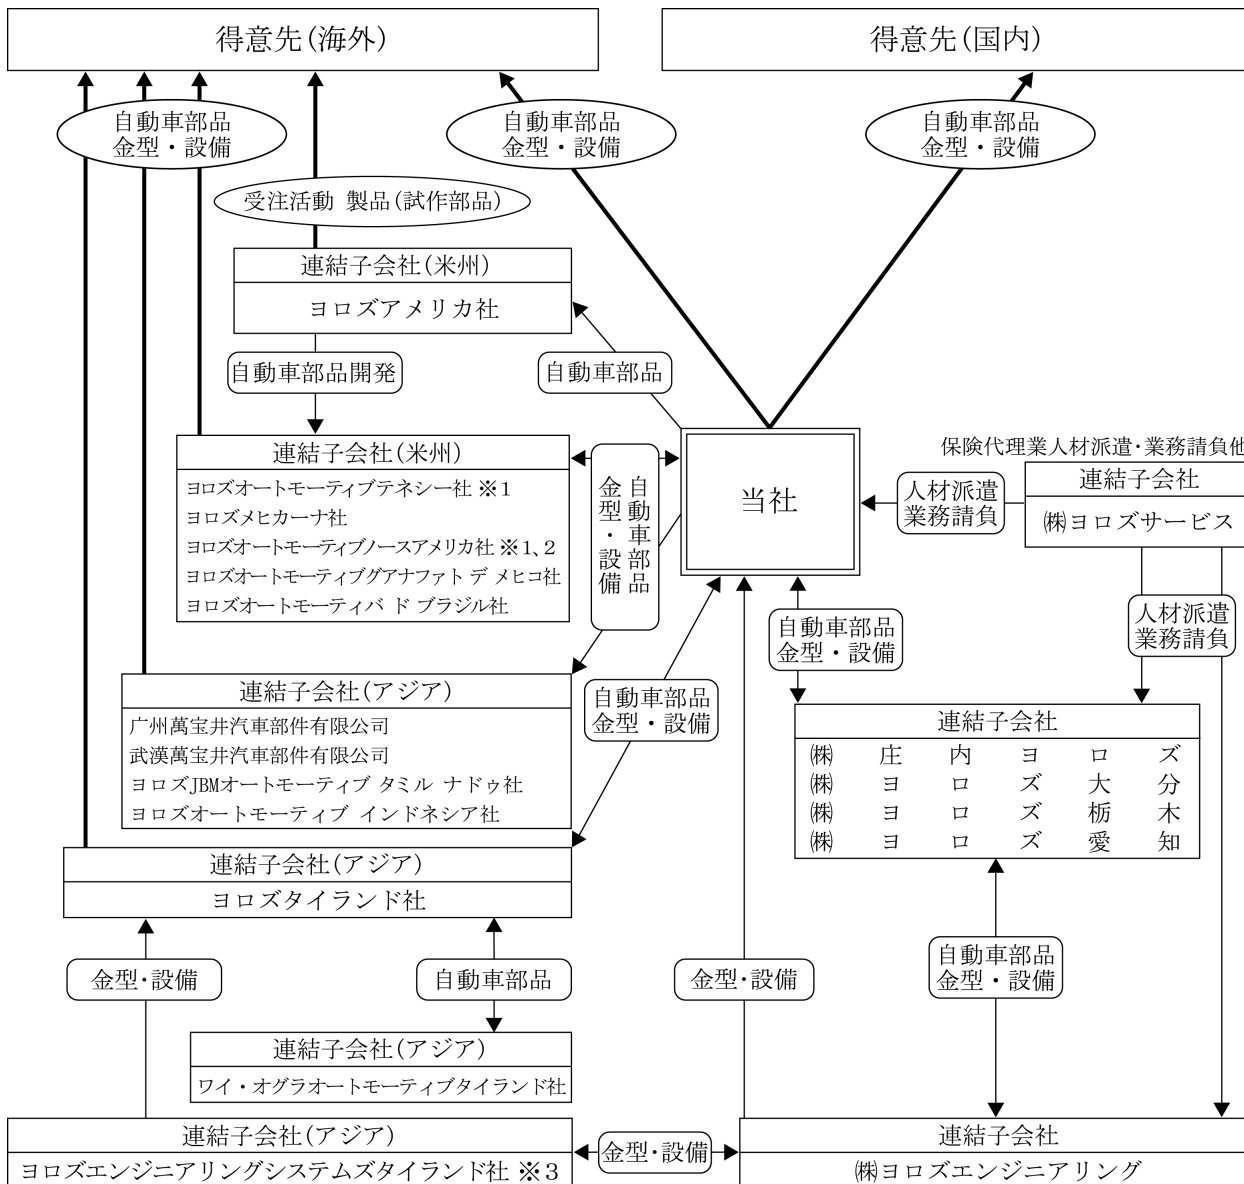 得意先(海外)
得意先(国内)
自動車部品
金型・設備
自動車部品
金型・設備
自動車部品
金型・設備
受注活動 製品(試作部品)
連結子会社(米州)
ヨロズアメリカ社
自動車部品開発
自動車部品
連結子会社(米州)
ヨロズオートモーティブテネシー社 ※1
ヨロズメヒカーナ社
ヨロズオートモーティブノースアメリカ社 ※1、2
ヨロズオートモーティブグアナファト デ メヒコ社
ヨロズオートモーティバ ド ブラジル社
自動車部品
金型・設備
当社
保険代理業人材派遣・業務請負他
連結子会社
㈱ヨロズサービス
人材派遣
業務請負
人材派遣
業務請負
自動車部品
金型・設備
連結子会社(アジア)
广州萬宝井汽車部件有限公司
武漢萬宝井汽車部件有限公司
ヨロズJBMオートモーティブ タミル ナドゥ社
ヨロズオートモーティブ インドネシア社
自動車部品
金型・設備
連結子会社
㈱庄内ヨロズ
㈱ヨロズ大分
㈱ヨロズ栃木
㈱ヨロズ愛知
連結子会社(アジア)
ヨロズタイランド社
金型・設備
自動車部品
金型・設備
自動車部品
金型・設備
連結子会社(アジア)
ワイ・オグラオートモーティブタイランド社
連結子会社(アジア)
ヨロズエンジニアリングシステムズタイランド社 ※3
金型・設備
連結子会社
㈱ヨロズエンジニアリング